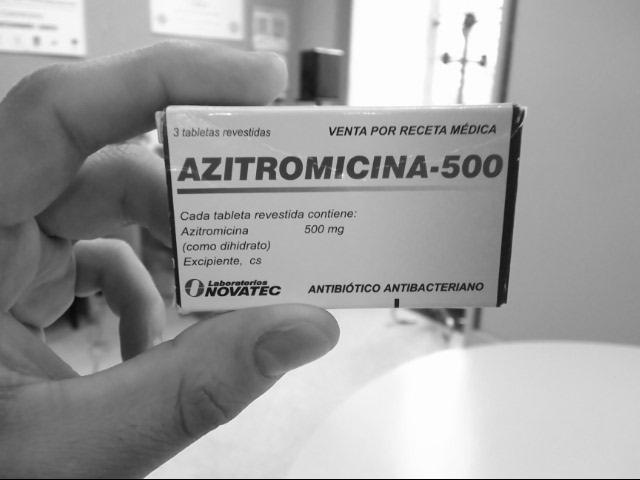 3 tabletas revestidas
VENTA POR RECETA MÉDICA
AZITROMICINA-500
Cada tableta revestida contiene:
Azitromicina 500 mg
(como dihidrato)
Excipiente, cs
Laboratorios
NOVATEC
ANTIBIÓTICO ANTIBACTERIANO